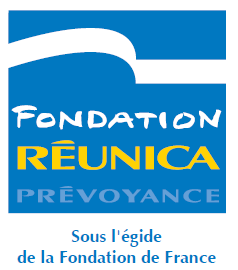 FONDATION
RÉUNICA
PRÉVOYANCE
Sous l'égide
de la Fondation de France